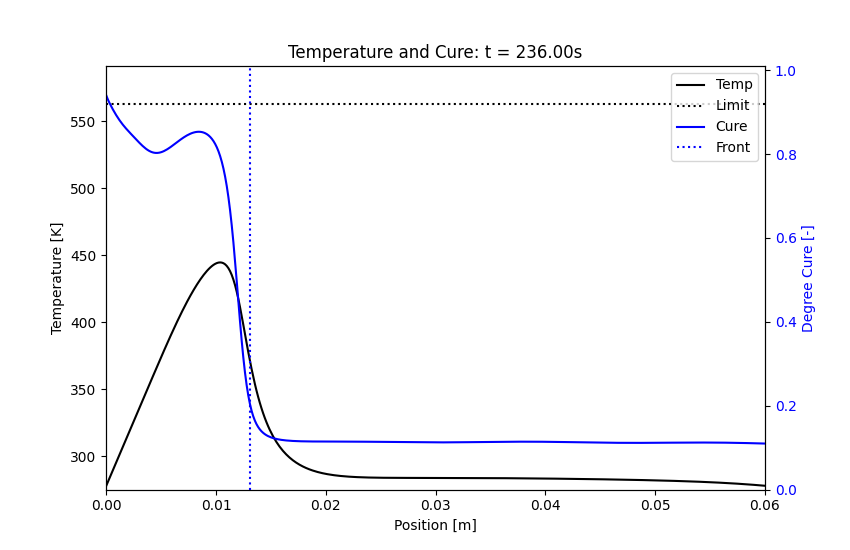 Temperature and Cure: t = 236.00s
Temp
Limit
Cure
Front
550
500
450
400
350
300
Temperature [K]
1.0
0.8
0.6
0.4
0.2
0.0
Degree Cure [-]
0.00 0.01 0.02 0.03 0.04 0.05 0.06
Position [m]